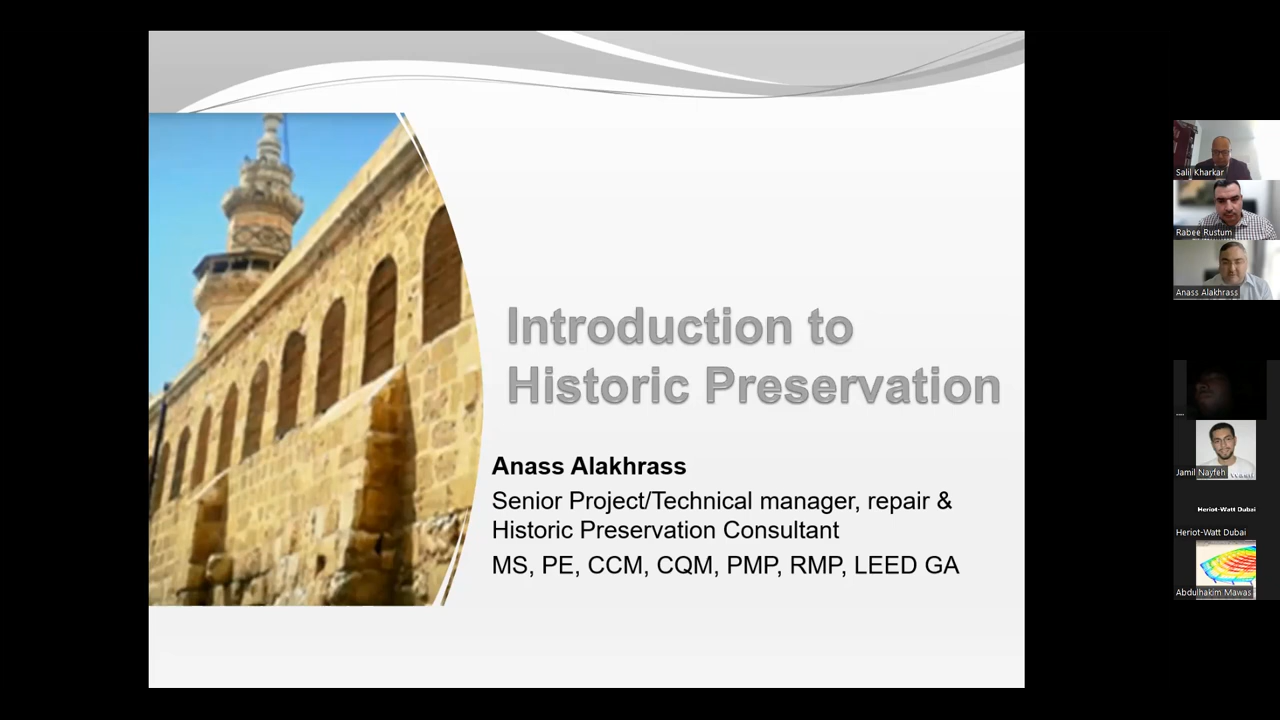 Introduction to
Historic Preservation
Anass Alakhrass
Senior Project/Technical manager, repair &
Historic Preservation Consultant
MS, PE, CCM, CQM, PMP, RMP, LEED GA
Salil Kharkar
Rabee Rustum
Anass Alakhrass
Jamil Nayfeh
Heriot-Watt Dubai
Heriot-Watt Dubai
Abdulhakim Mawas